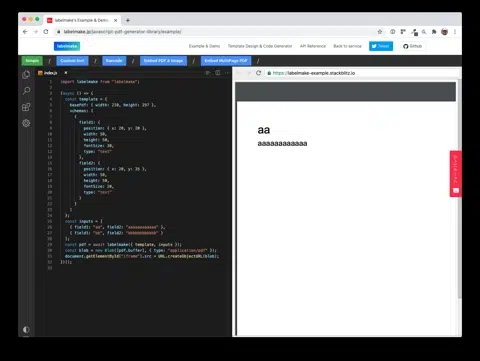 labelmake's Example & Demo
labelmake.jp/javascript-pdf-generator-library/example/
labelmake
Example & Demo
Template Design & Code Generator
API Reference
Back to service
Tweet
Github
Simple
Custom font
Barcode
Embed PDF & Image
Embed MultiPage PDF
index.js
https://labelmake-example.stackblitz.io
1 import labelmake from "labelmake";
2
3 (async () => {
4 const template = {
5 basePdf: { width: 210, height: 297 },
6 schemas: [
7 {
8 field1: {
9 position: { x: 20, y: 20 },
10 width: 50,
11 height: 50,
12 fontSize: 30,
13 type: "text"
14 },
15 field2: {
16 position: { x: 20, y: 35 },
17 width: 50,
18 height: 50,
19 fontSize: 20,
20 type: "text"
21 }
22 }
23 ]
24 };
25 const inputs = [
26 { field1: "aa", field2: "aaaaaaaaaaaa" },
27 { field1: "bb", field2: "bbbbbbbbbbbb" }
28 ];
29 const pdf = await labelmake({ template, inputs });
30 const blob = new Blob([pdf.buffer], { type: "application/pdf" });
31 document.getElementById("iframe").src = URL.createObjectURL(blob);
32 })();
33
aa
aaaaaaaaaaaa